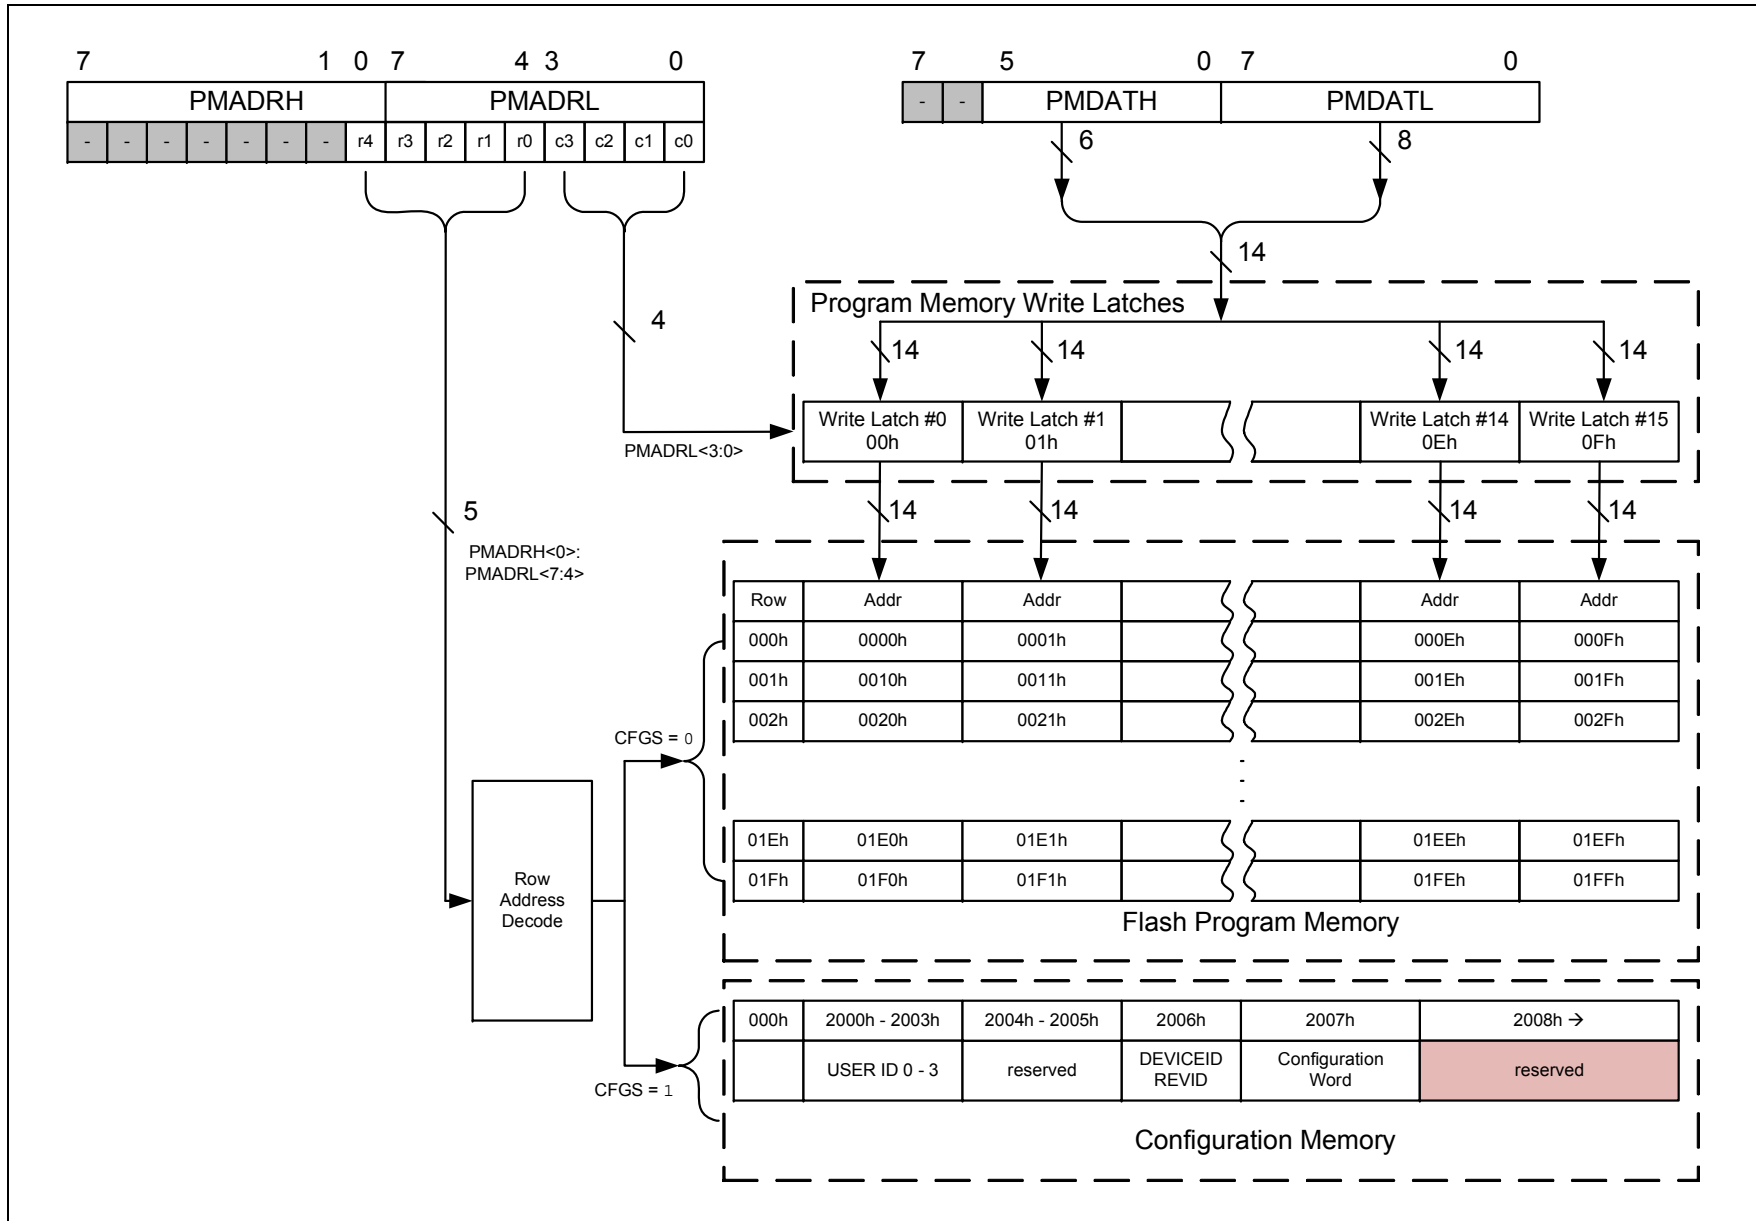 7 1 0 7 4 3 0
PMADRH PMADRL
- - - - - - - r4 r3 r2 r1 r0 c3 c2 c1 c0
7 5 0 7 0
- - PMDATH PMDATL
6 8
14
4
PMADRL<3:0>
5
PMADRH<0>:
PMADRL<7:4>
Program Memory Write Latches
14 14 14 14
Write Latch #0 Write Latch #1 Write Latch #14 Write Latch #15
00h 01h 0Eh 0Fh
14 14 14 14
Row Addr Addr Addr Addr
000h 0000h 0001h 000Eh 000Fh
001h 0010h 0011h 001Eh 001Fh
002h 0020h 0021h 002Eh 002Fh
CFGS = 0
01Eh 01E0h 01E1h 01EEh 01EFh
01Fh 01F0h 01F1h 01FEh 01FFh
Flash Program Memory
Row
Address
Decode
CFGS = 1
000h 2000h - 2003h 2004h - 2005h 2006h 2007h 2008h →
USER ID 0 - 3 reserved DEVICEID Configuration reserved
REVID Word
Configuration Memory